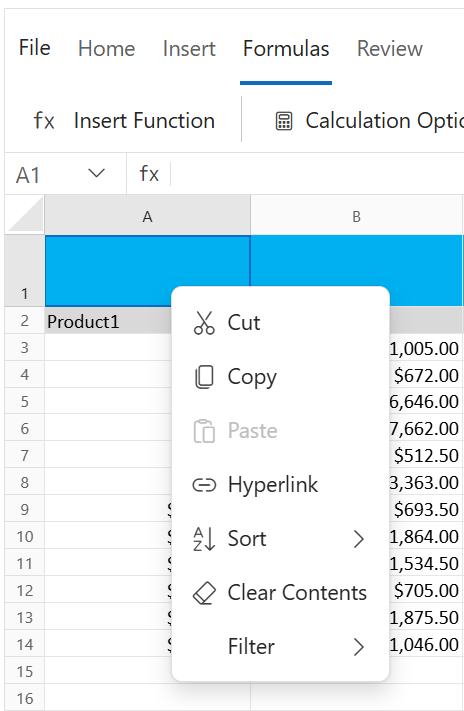 File Home Insert Formulas Review
fx Insert Function Calculation Optio
A1 fx
A B
1
2 Product1
3 1,005.00
4 $672.00
5 6,646.00
6 7,662.00
7 $512.50
8 3,363.00
9 $ $693.50
10 $ 1,864.00
11 $ 1,534.50
12 $ $705.00
13 $ 1,875.50
14 $ 1,046.00
15
16
Cut
Copy
Paste
Hyperlink
AZ Sort
Clear Contents
Filter